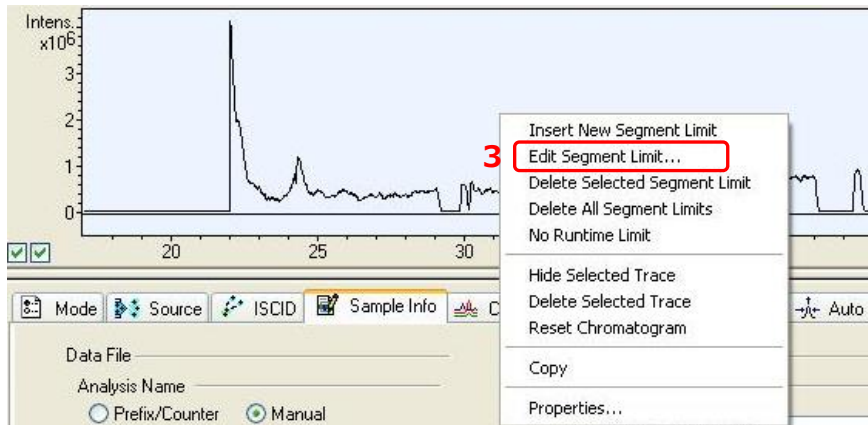 Intens.
x10⁶
3
2
1
0
20
25
30
3
Insert New Segment Limit
Edit Segment Limit...
Delete Selected Segment Limit
Delete All Segment Limits
No Runtime Limit
Hide Selected Trace
Delete Selected Trace
Reset Chromatogram
Copy
Properties...
Mode Source ISCID Sample Info C Auto
Data File
Analysis Name
Prefix/Counter Manual